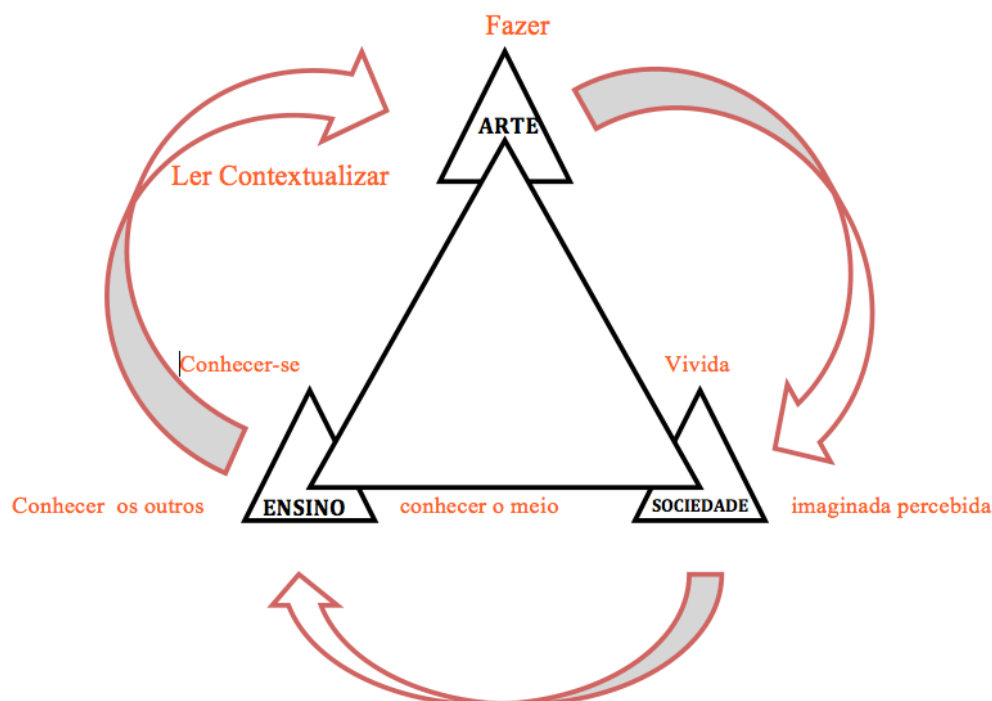 Fazer
ARTE
Ler Contextualizar
Conhecer-se
Vivida
Conhecer os outros
ENSINO
conhecer o meio
SOCIEDADE
imaginada percebida